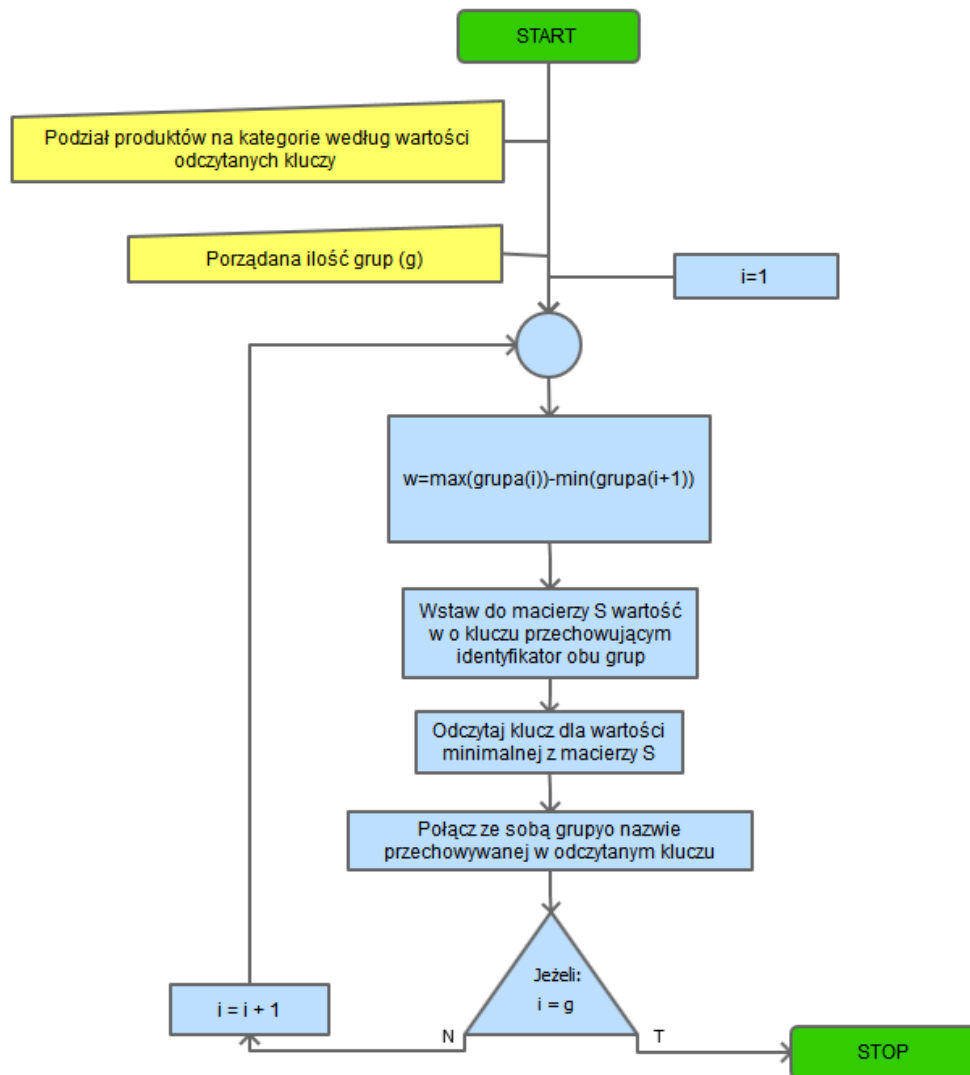 START
Podział produktów na kategorie według wartości
odczytanych kluczy
Porządana ilość grup (g)
i=1
w=max(grupa(i))-min(grupa(i+1))
Wstaw do macierzy S wartość
w o kluczu przechowującym
identyfikator obu grup
Odczytaj klucz dla wartości
minimalnej z macierzy S
Połącz ze sobą grupyo nazwie
przechowywanej w odczytanym kluczu
Jeżeli:
i = g
i = i + 1
N
T
STOP